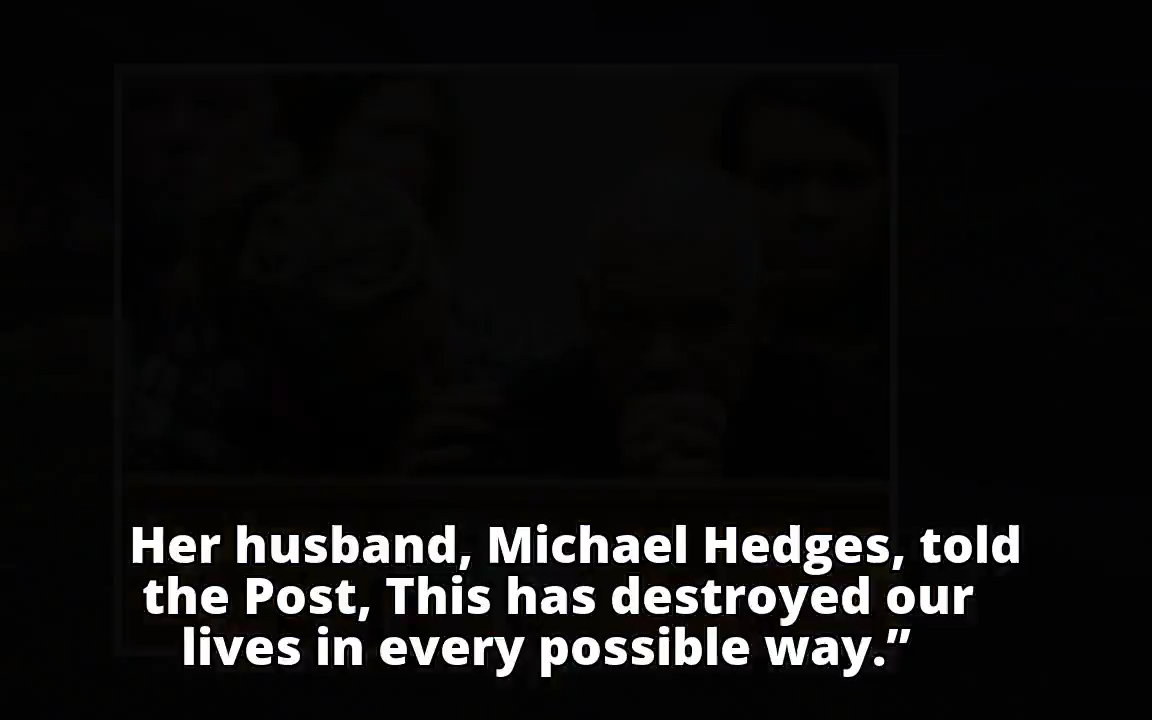 Her husband, Michael Hedges, told
the Post, This has destroyed our
lives in every possible way.”